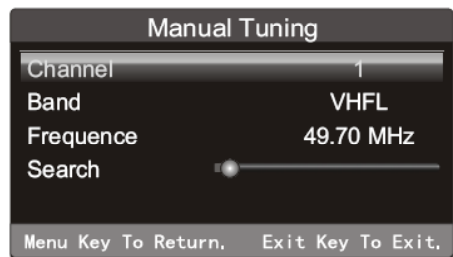 Manual Tuning
Channel 1
Band VHFL
Frequence 49.70 MHz
Search
Menu Key To Return. Exit Key To Exit.